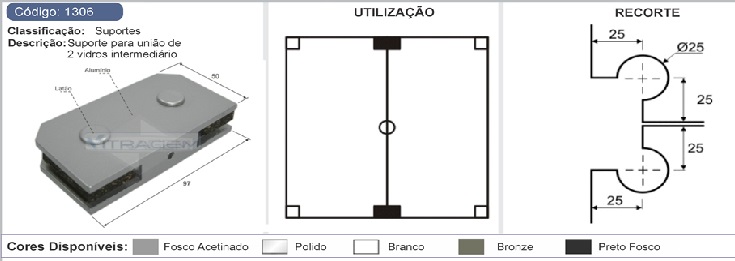 Código: 1306
Classificação: Suportes
Descrição: Suporte para união de
2 vidros intermediário
Alumínio
Latão
50
97
UTILIZAÇÃO
RECORTE
25
Ø25
25
25
25
Cores Disponíveis:
Fosco Acetinado
Polido
Branco
Bronze
Preto Fosco